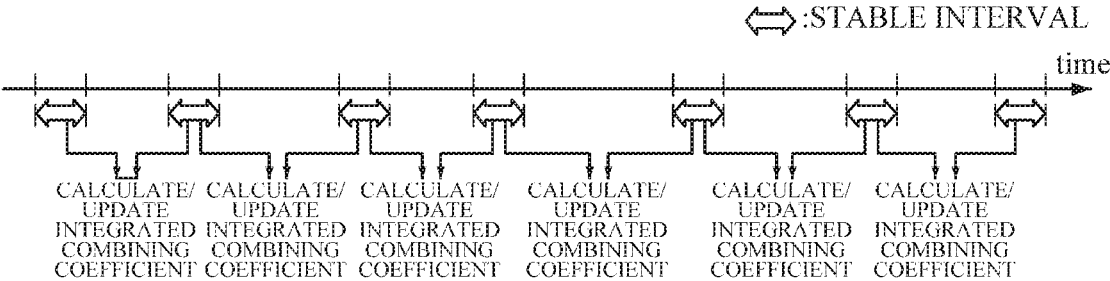 :STABLE INTERVAL
time
CALCULATE/
UPDATE
INTEGRATED
COMBINING
COEFFICIENT
CALCULATE/
UPDATE
INTEGRATED
COMBINING
COEFFICIENT
CALCULATE/
UPDATE
INTEGRATED
COMBINING
COEFFICIENT
CALCULATE/
UPDATE
INTEGRATED
COMBINING
COEFFICIENT
CALCULATE/
UPDATE
INTEGRATED
COMBINING
COEFFICIENT
CALCULATE/
UPDATE
INTEGRATED
COMBINING
COEFFICIENT